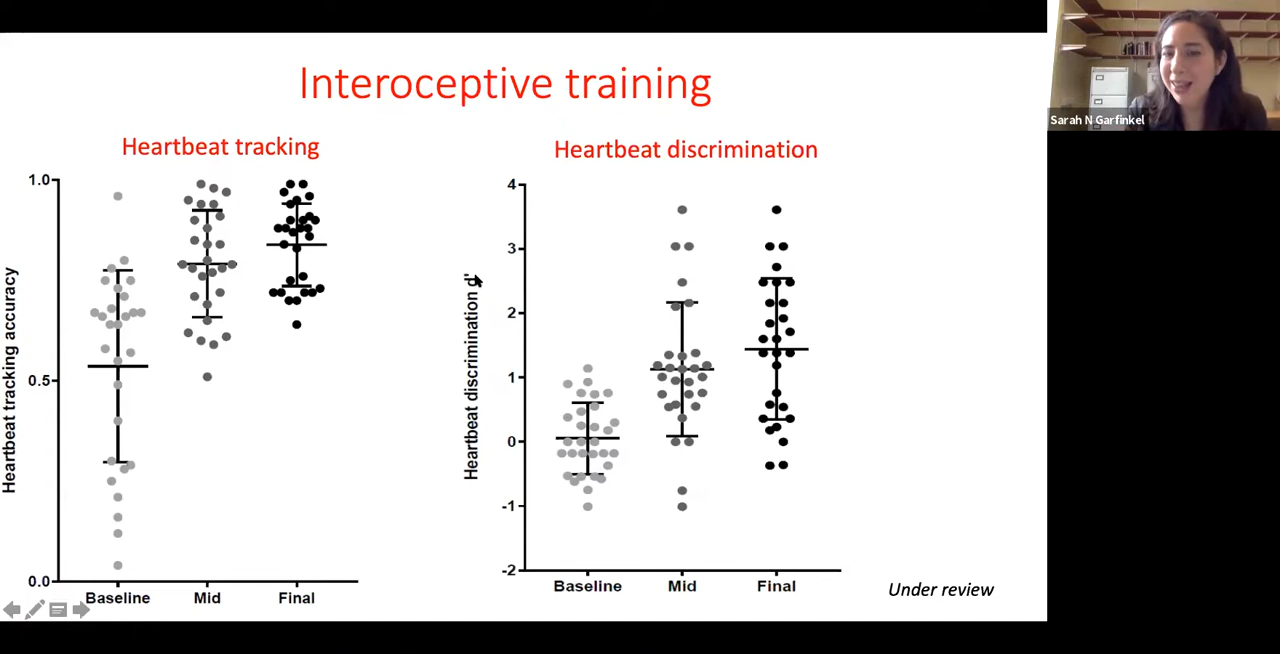 Interoceptive training
Sarah N Garfinkel
Heartbeat tracking
Heartbeat tracking accuracy
1.0
0.5
0.0
Baseline Mid Final
Heartbeat discrimination
Heartbeat discrimination d'
4
3
2
1
0
-1
-2
Baseline Mid Final
Under review